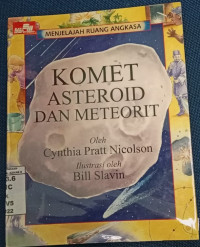 MENJELAJAH RUANG ANGKASA
KOMET
ASTEROID
DAN METEORIT
Oleh
Cynthia Pratt Nicolson
Ilustrasi oleh
Bill Slavin